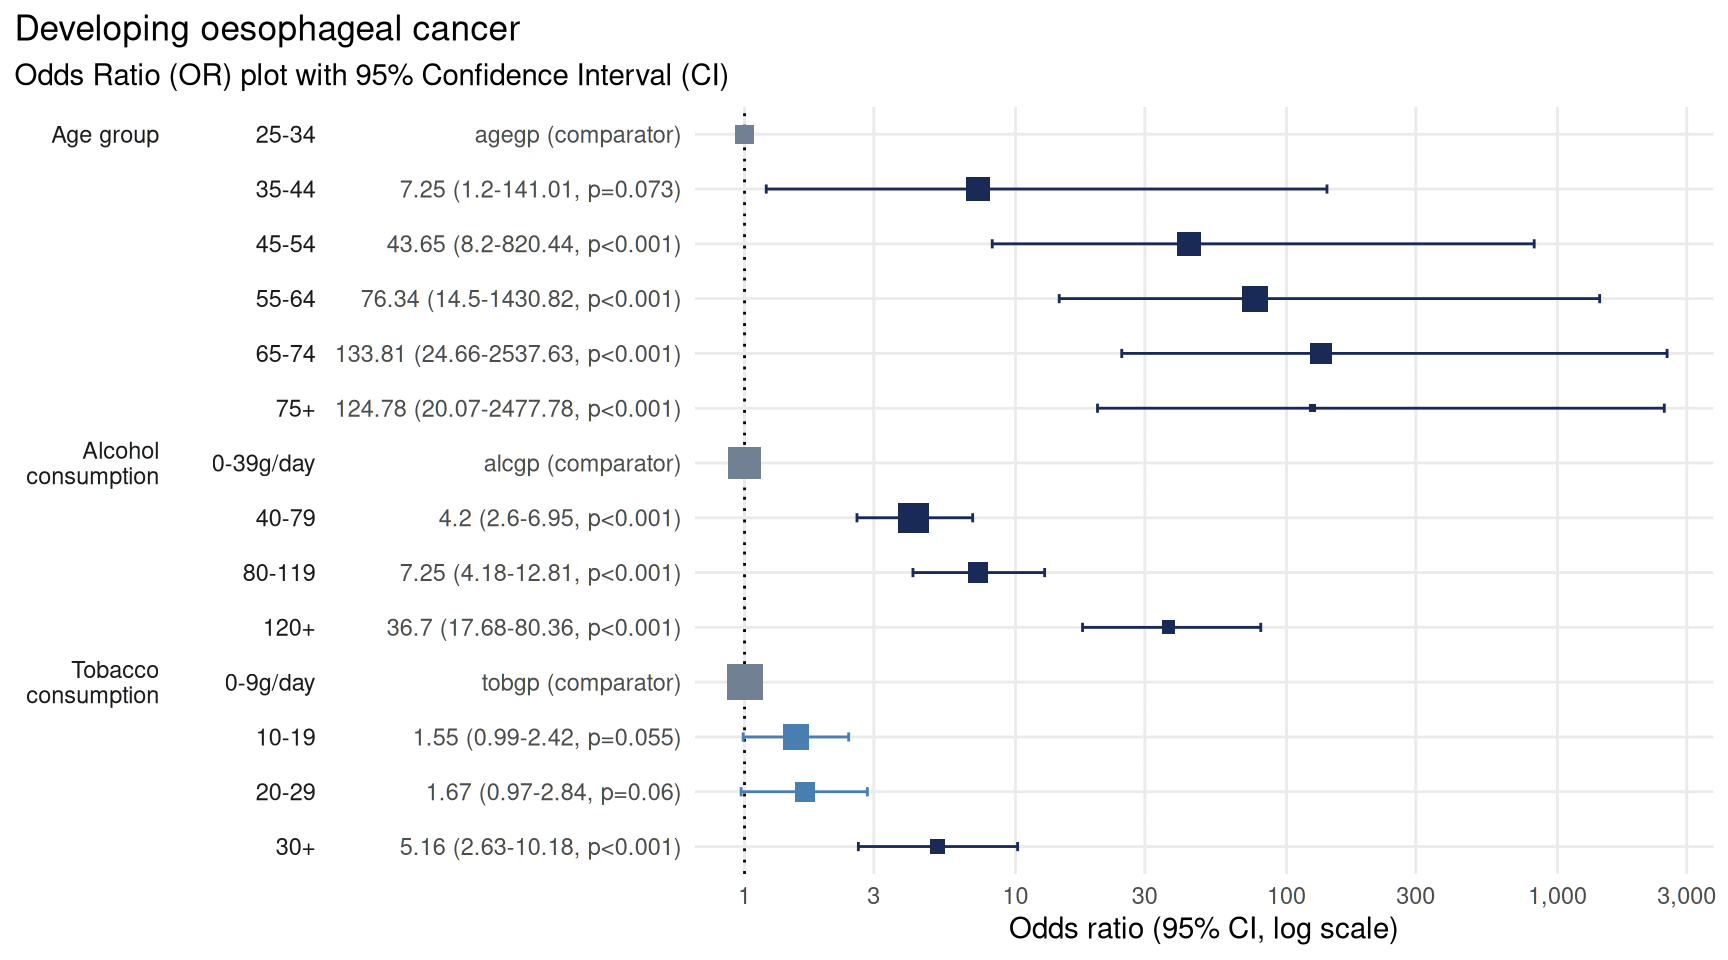 Developing oesophageal cancer
Odds Ratio (OR) plot with 95% Confidence Interval (CI)
Age group 25-34 agegp (comparator)
35-44 7.25 (1.2-141.01, p=0.073)
45-54 43.65 (8.2-820.44, p<0.001)
55-64 76.34 (14.5-1430.82, p<0.001)
65-74 133.81 (24.66-2537.63, p<0.001)
75+ 124.78 (20.07-2477.78, p<0.001)
Alcohol
consumption 0-39g/day alcgp (comparator)
40-79 4.2 (2.6-6.95, p<0.001)
80-119 7.25 (4.18-12.81, p<0.001)
120+ 36.7 (17.68-80.36, p<0.001)
Tobacco
consumption 0-9g/day tobgp (comparator)
10-19 1.55 (0.99-2.42, p=0.055)
20-29 1.67 (0.97-2.84, p=0.06)
30+ 5.16 (2.63-10.18, p<0.001)
1 3 10 30 100 300 1,000 3,000
Odds ratio (95% CI, log scale)